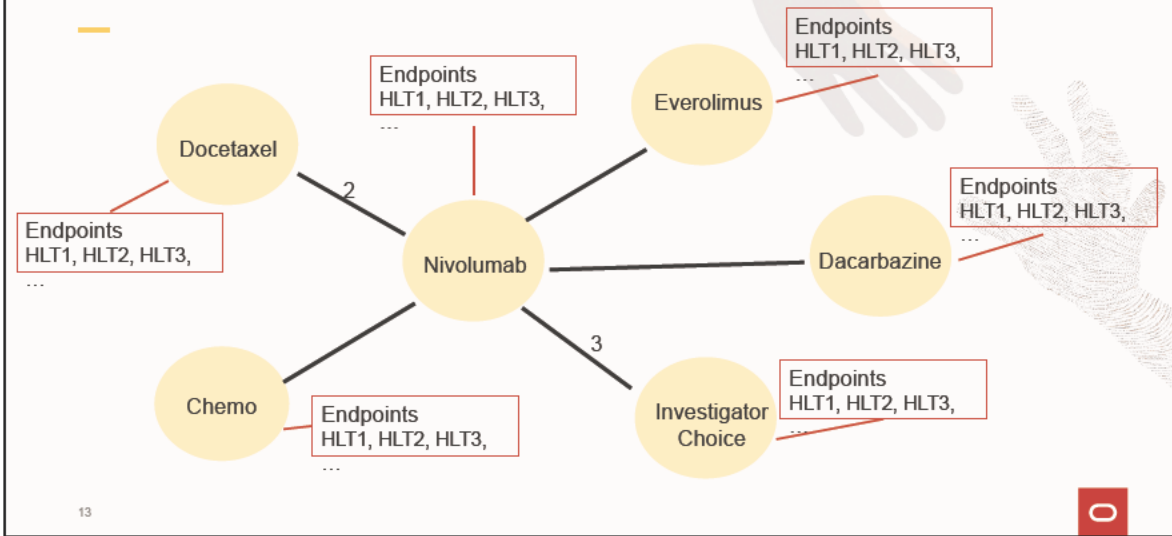 Endpoints
HLT1, HLT2, HLT3,
...
Endpoints
HLT1, HLT2, HLT3,
...
Everolimus
Docetaxel
2
Endpoints
HLT1, HLT2, HLT3,
...
Endpoints
HLT1, HLT2, HLT3,
...
Nivolumab
Dacarbazine
3
Endpoints
HLT1, HLT2, HLT3,
...
Chemo
Endpoints
HLT1, HLT2, HLT3,
...
Investigator
Choice
13